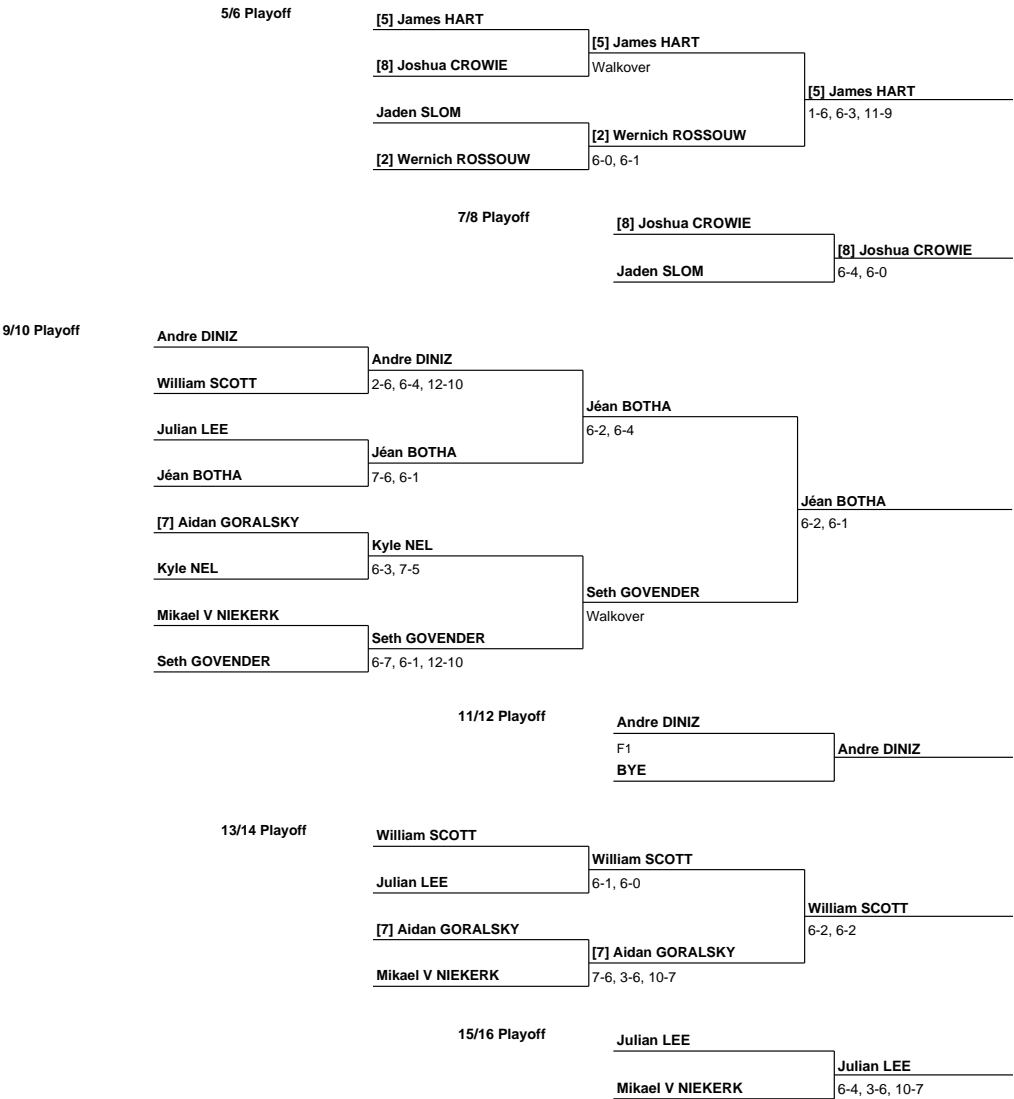 5/6 Playoff
[5] James HART
[5] James HART
[8] Joshua CROWIE
Walkover
[5] James HART
Jaden SLOM
1-6, 6-3, 11-9
[2] Wernich ROSSOUW
[2] Wernich ROSSOUW
6-0, 6-1
7/8 Playoff
[8] Joshua CROWIE
[8] Joshua CROWIE
Jaden SLOM
6-4, 6-0
9/10 Playoff
Andre DINIZ
Andre DINIZ
William SCOTT
2-6, 6-4, 12-10
Jéan BOTHA
Julian LEE
6-2, 6-4
Jéan BOTHA
Jéan BOTHA
7-6, 6-1
Jéan BOTHA
[7] Aidan GORALSKY
6-2, 6-1
Kyle NEL
Kyle NEL
6-3, 7-5
Seth GOVENDER
Mikael V NIEKERK
Walkover
Seth GOVENDER
Seth GOVENDER
6-7, 6-1, 12-10
11/12 Playoff
Andre DINIZ
F1
Andre DINIZ
BYE
13/14 Playoff
William SCOTT
William SCOTT
Julian LEE
6-1, 6-0
William SCOTT
[7] Aidan GORALSKY
6-2, 6-2
[7] Aidan GORALSKY
Mikael V NIEKERK
7-6, 3-6, 10-7
15/16 Playoff
Julian LEE
Julian LEE
Mikael V NIEKERK
6-4, 3-6, 10-7